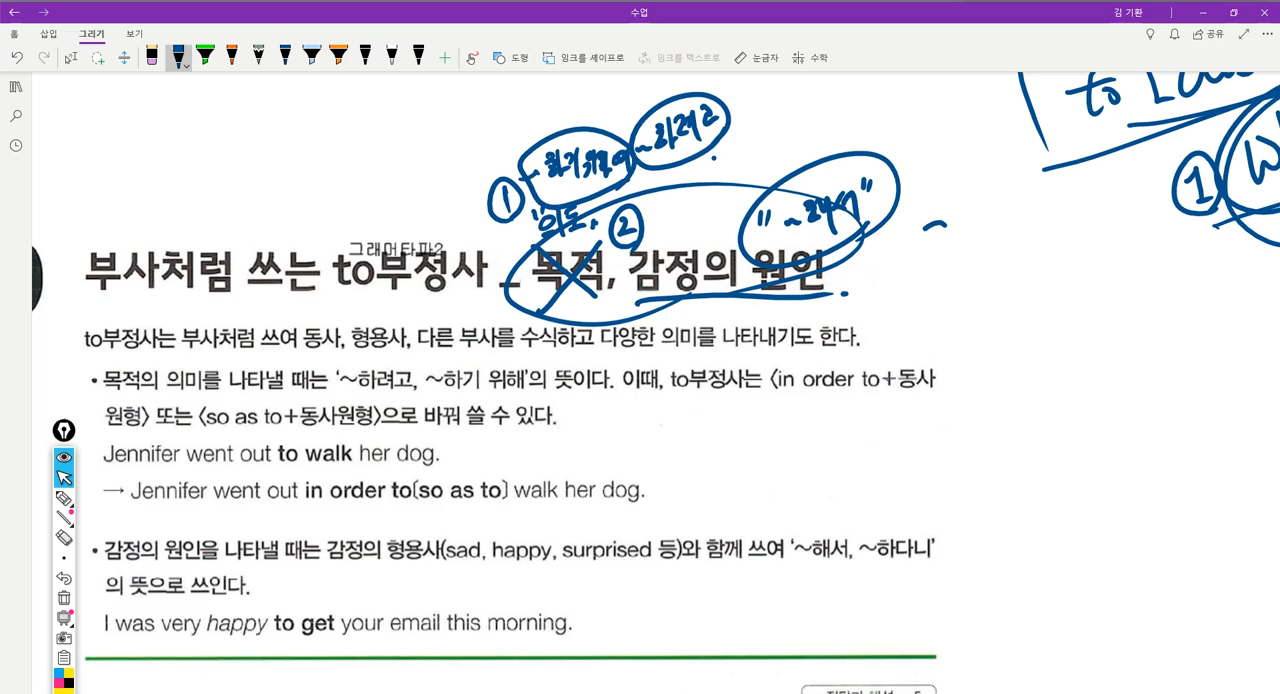 수업
김 기환
홈 삽입 그리기 보기
공유
도형 잉크를 셰이프로 잉크를 텍스트로 눈금자 수학
to
①
~하기위하여
~하려고
①
"의도,
②
"~해서"
그래머타파2
부사처럼 쓰는 to부정사 _ 목적, 감정의 원인
to부정사는 부사처럼 쓰여 동사, 형용사, 다른 부사를 수식하고 다양한 의미를 나타내기도 한다.
• 목적의 의미를 나타낼 때는 '~하려고, ~하기 위해'의 뜻이다. 이때, to부정사는 〈in order to+동사
원형〉 또는 〈so as to+동사원형〉으로 바꿔 쓸 수 있다.
Jennifer went out to walk her dog.
→ Jennifer went out in order to(so as to) walk her dog.
• 감정의 원인을 나타낼 때는 감정의 형용사(sad, happy, surprised 등)와 함께 쓰여 '~해서, ~하다니'
의 뜻으로 쓰인다.
I was very happy to get your email this morning.